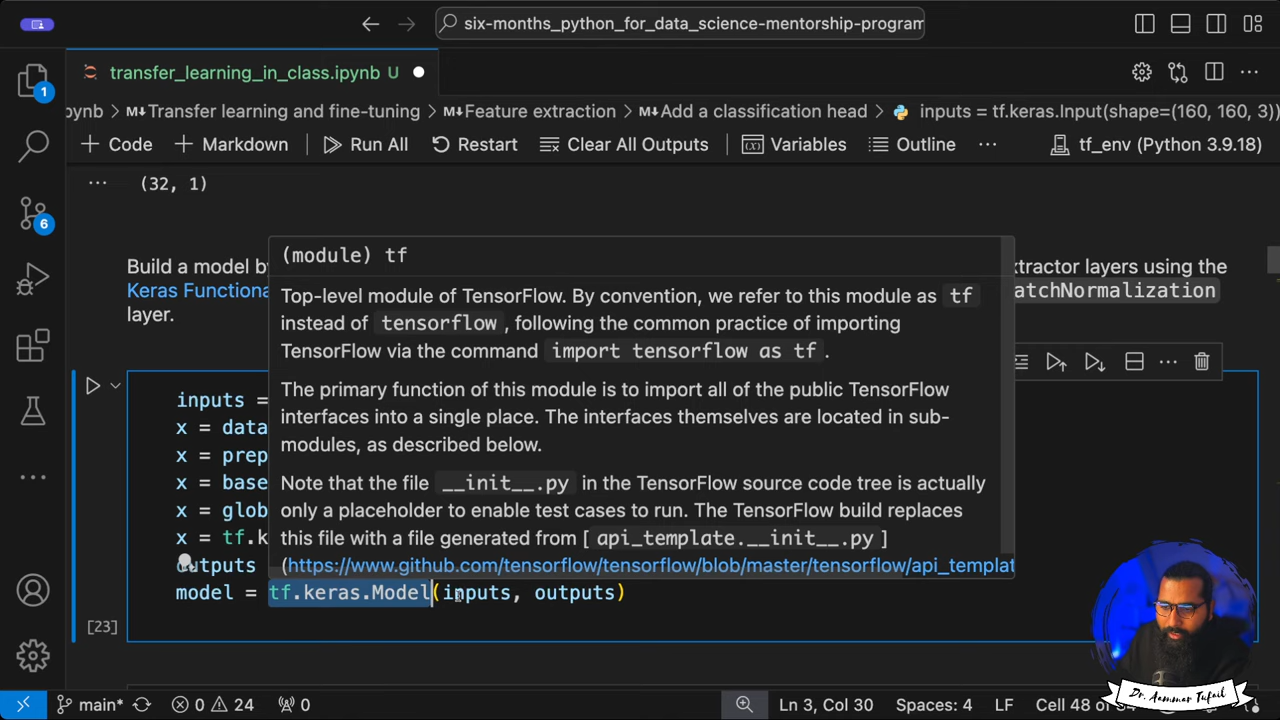 six-months_python_for_data_science-mentorship-program
transfer_learning_in_class.ipynb U
pynb > M Transfer learning and fine-tuning > M Feature extraction > M Add a classification head > inputs = tf.keras.Input(shape=(160, 160, 3))
+ Code + Markdown Run All Restart Clear All Outputs Variables Outline ... tf_env (Python 3.9.18)
... (32, 1)
(module) tf
Build a model b
tractor layers using the
Keras Functiona
atchNormalization
layer.
Top-level module of TensorFlow. By convention, we refer to this module as tf
instead of tensorflow, following the common practice of importing
TensorFlow via the command import tensorflow as tf.
The primary function of this module is to import all of the public TensorFlow
interfaces into a single place. The interfaces themselves are located in sub-
modules, as described below.
Note that the file __init__.py in the TensorFlow source code tree is actually
only a placeholder to enable test cases to run. The TensorFlow build replaces
this file with a file generated from [api_template.__init__.py]
(https://www.github.com/tensorflow/tensorflow/blob/master/tensorflow/api_templat
inputs =
x = data
x = prep
x = base
x = glob
x = tf.k
outputs
model = tf.keras.Model(inputs, outputs)
[23]
1
6
main* 0 24 0 Ln 3, Col 30 Spaces: 4 LF Cell 48 of
Dr. Aammar Tufail